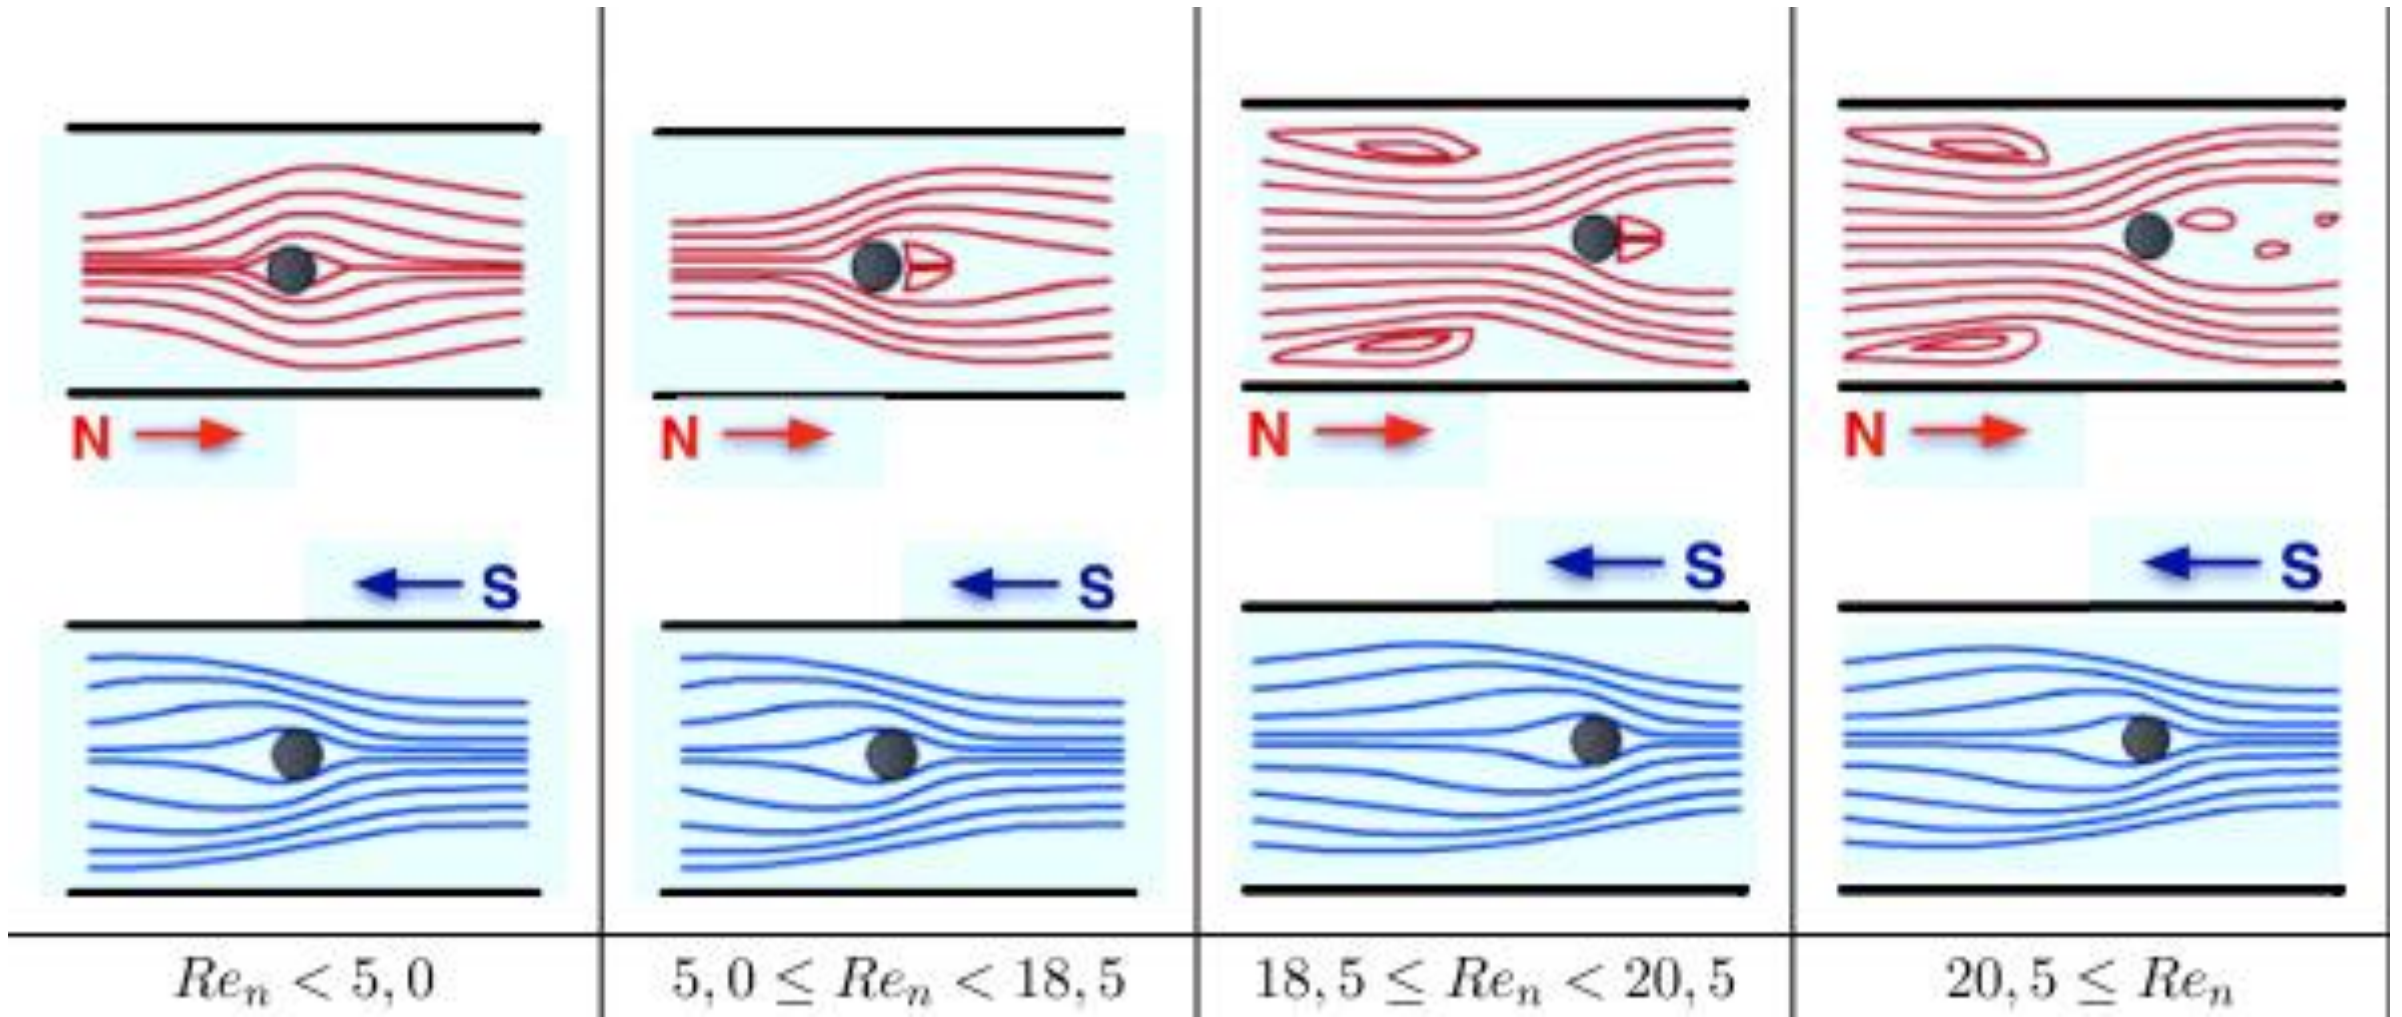 N
N
N
N
S
S
S
S
Re_n < 5,0
5,0 ≤ Re_n < 18,5
18,5 ≤ Re_n < 20,5
20,5 ≤ Re_n